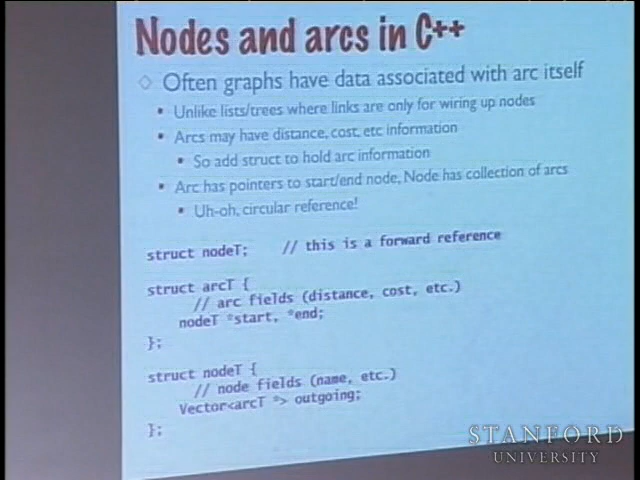 Nodes and arcs in C++
Often graphs have data associated with arc itself
Unlike lists/trees where links are only for wiring up nodes
Arcs may have distance, cost, etc information
So add struct to hold arc information
Arc has pointers to start/end node, Node has collection of arcs
Uh-oh, circular reference!
struct nodeT; // this is a forward reference
struct arcT {
// arc fields (distance, cost, etc.)
nodeT *start, *end;
};
struct nodeT {
// node fields (name, etc.)
Vector<arcT *> outgoing;
};
STANFORD
UNIVERSITY